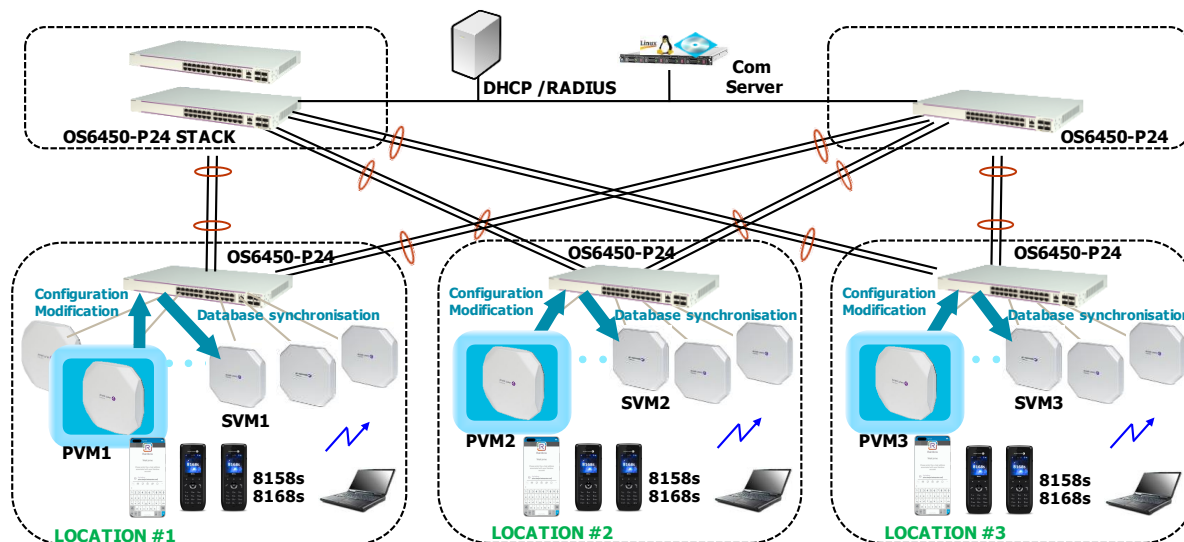 Linux
Com
Server
DHCP /RADIUS
OS6450-P24 STACK
OS6450-P24
OS6450-P24
Configuration
Modification
Database synchronisation
SVM1
PVM1
8158s
8168s
LOCATION #1
OS6450-P24
Configuration
Modification
Database synchronisation
SVM2
PVM2
8158s
8168s
LOCATION #2
OS6450-P24
Configuration
Modification
Database synchronisation
SVM3
PVM3
8158s
8168s
LOCATION #3